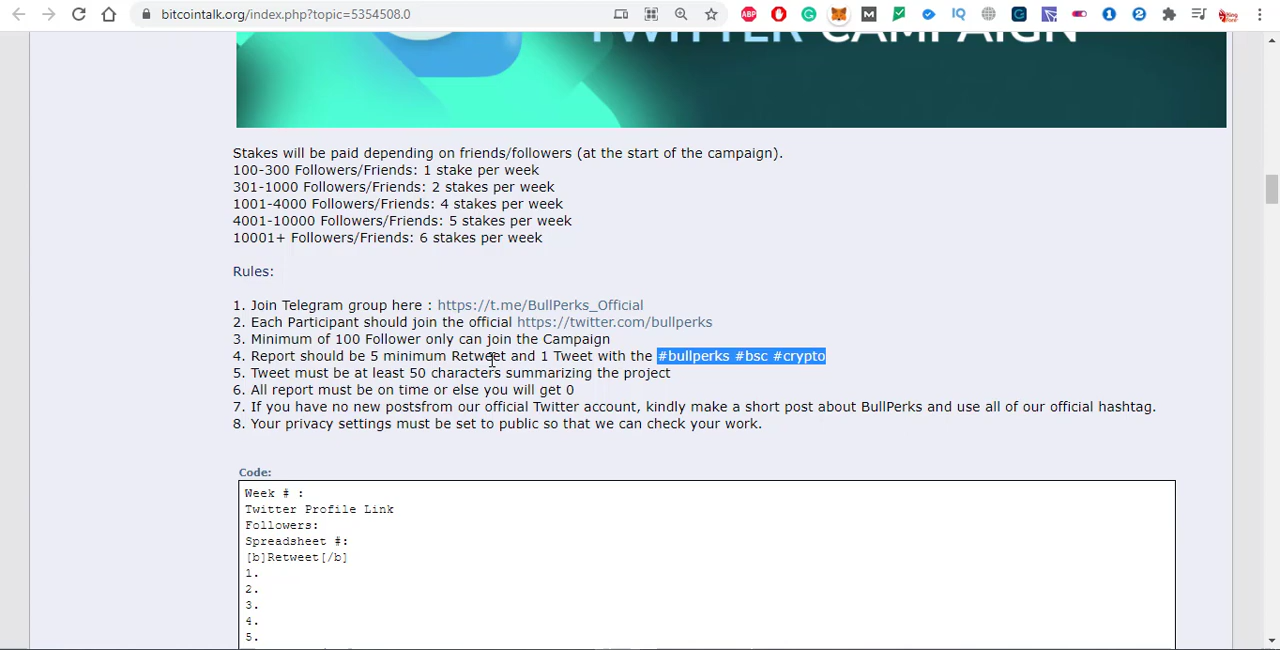 bitcointalk.org/index.php?topic=5354508.0
TWITTER CAMPAIGN
Stakes will be paid depending on friends/followers (at the start of the campaign).
100-300 Followers/Friends: 1 stake per week
301-1000 Followers/Friends: 2 stakes per week
1001-4000 Followers/Friends: 4 stakes per week
4001-10000 Followers/Friends: 5 stakes per week
10001+ Followers/Friends: 6 stakes per week
Rules:
1. Join Telegram group here : https://t.me/BullPerks_Official
2. Each Participant should join the official https://twitter.com/bullperks
3. Minimum of 100 Follower only can join the Campaign
4. Report should be 5 minimum Retweet and 1 Tweet with the #bullperks #bsc #crypto
5. Tweet must be at least 50 characters summarizing the project
6. All report must be on time or else you will get 0
7. If you have no new postsfrom our official Twitter account, kindly make a short post about BullPerks and use all of our official hashtag.
8. Your privacy settings must be set to public so that we can check your work.
Code:
Week # :
Twitter Profile Link
Followers:
Spreadsheet #:
[b]Retweet[/b]
1.
2.
3.
4.
5.